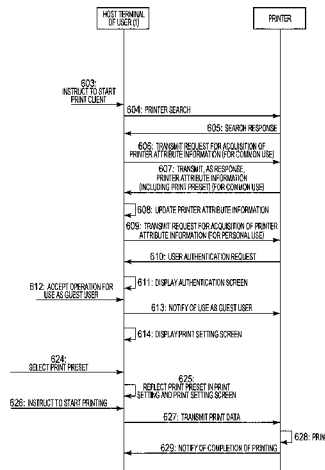 HOST TERMINAL
OF USER (1)
PRINTER
603:
INSTRUCT TO START
PRINT CLIENT
604: PRINTER SEARCH
605: SEARCH RESPONSE
606: TRANSMIT REQUEST FOR ACQUISITION OF
PRINTER ATTRIBUTE INFORMATION (FOR COMMON USE)
607: TRANSMIT, AS RESPONSE,
PRINTER ATTRIBUTE INFORMATION
(INCLUDING PRINT PRESET) (FOR COMMON USE)
608: UPDATE PRINTER ATTRIBUTE INFORMATION
609: TRANSMIT REQUEST FOR ACQUISITION OF PRINTER
ATTRIBUTE INFORMATION (FOR PERSONAL USE)
610: USER AUTHENTICATION REQUEST
611: DISPLAY AUTHENTICATION SCREEN
612: ACCEPT OPERATION FOR
USE AS GUEST USER
613: NOTIFY OF USE AS GUEST USER
614: DISPLAY PRINT SETTING SCREEN
624:
SELECT PRINT PRESET
625:
REFLECT PRINT PRESET IN PRINT
SETTING AND PRINT SETTING SCREEN
626: INSTRUCT TO START PRINTING
627: TRANSMIT PRINT DATA
628: PRIN
629: NOTIFY OF COMPLETION OF PRINTING